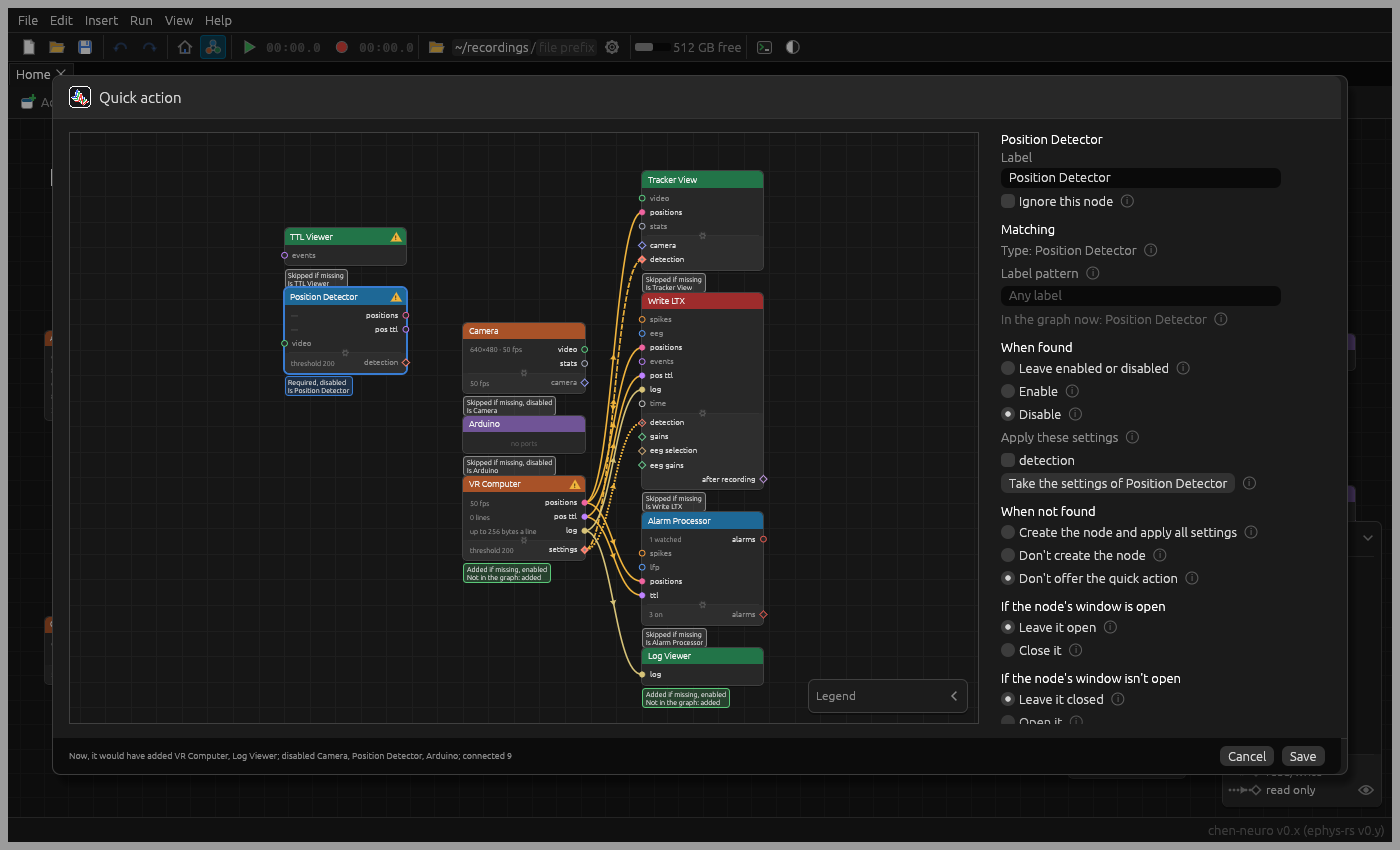 File Edit Insert Run View Help
00:00.0 00:00.0 ~/recordings/file prefix 512 GB free
Home
Quick action
TTL Viewer
events
Skipped if missing
Is TTL Viewer
Position Detector
positions
pos ttl
video
threshold 200 detection
Required, disabled
Is Position Detector
Camera
640×480 · 50 fps video
stats
50 fps camera
Skipped if missing, disabled
Is Camera
Arduino
no ports
Skipped if missing, disabled
Is Arduino
VR Computer
50 fps positions
0 lines pos ttl
up to 256 bytes a line log
threshold 200 settings
Added if missing, enabled
Not in the graph: added
Tracker View
video
positions
stats
camera
detection
Skipped if missing
Is Tracker View
Write LTX
spikes
eeg
positions
events
pos ttl
log
time
detection
gains
eeg selection
eeg gains
after recording
Skipped if missing
Is Write LTX
Alarm Processor
1 watched alarms
spikes
lfp
positions
ttl
3 on alarms
Skipped if missing
Is Alarm Processor
Log Viewer
log
Added if missing, enabled
Not in the graph: added
Legend
Position Detector
Label
Position Detector
Ignore this node
Matching
Type: Position Detector
Label pattern
Any label
In the graph now: Position Detector
When found
Leave enabled or disabled
Enable
Disable
Apply these settings
detection
Take the settings of Position Detector
When not found
Create the node and apply all settings
Don't create the node
Don't offer the quick action
If the node's window is open
Leave it open
Close it
If the node's window isn't open
Leave it closed
Open it
Now, it would have added VR Computer, Log Viewer; disabled Camera, Position Detector, Arduino; connected 9
Cancel Save
read only
chen-neuro v0.x (ephys-rs v0.y)